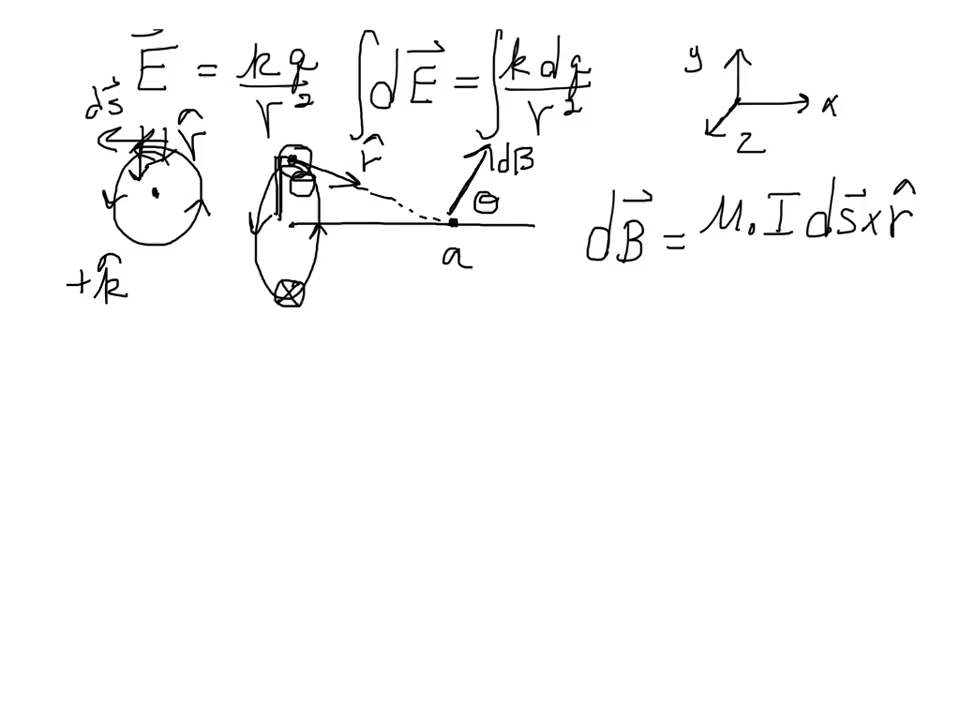 E⃗ = kq/r² ∫dE⃗ = ∫k dq/r²
y
x
z
ds⃗
r̂
r̂
dB
θ
a
+k̂
dB⃗ = μ₀ I ds⃗ x r̂